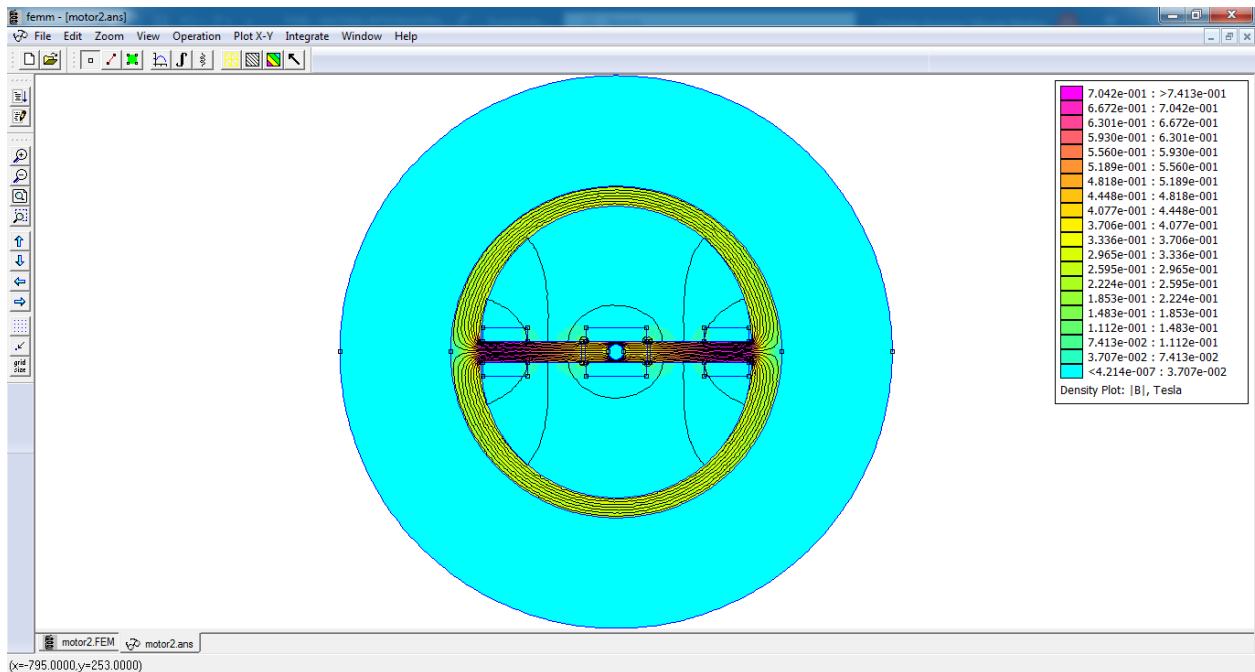 femm - [motor2.ans]
File Edit Zoom View Operation Plot X-Y Integrate Window Help
grid
size
7.042e-001 : >7.413e-001
6.672e-001 : 7.042e-001
6.301e-001 : 6.672e-001
5.930e-001 : 6.301e-001
5.560e-001 : 5.930e-001
5.189e-001 : 5.560e-001
4.818e-001 : 5.189e-001
4.448e-001 : 4.818e-001
4.077e-001 : 4.448e-001
3.706e-001 : 4.077e-001
3.336e-001 : 3.706e-001
2.965e-001 : 3.336e-001
2.595e-001 : 2.965e-001
2.224e-001 : 2.595e-001
1.853e-001 : 2.224e-001
1.483e-001 : 1.853e-001
1.112e-001 : 1.483e-001
7.413e-002 : 1.112e-001
3.707e-002 : 7.413e-002
<4.214e-007 : 3.707e-002
Density Plot: |B|, Tesla
motor2.FEM motor2.ans
(x=-795.0000,y=253.0000)